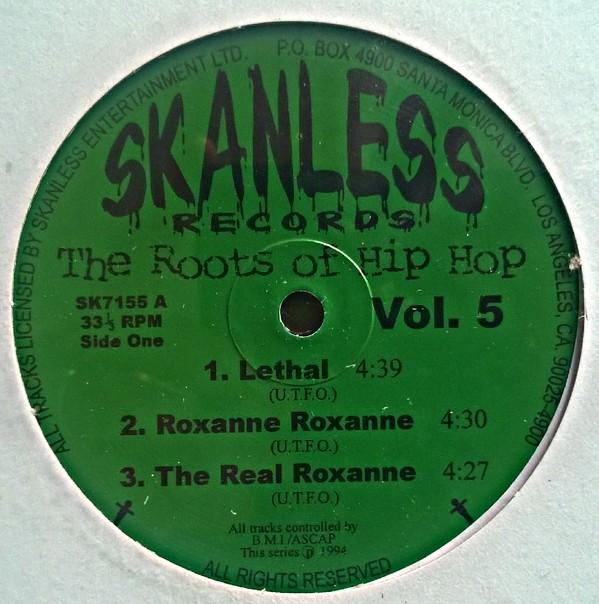 ALL TRACKS LICENSED BY SKANLESS ENTERTAINMENT LTD. P.O. BOX 4900 SANTA MONICA BLVD. LOS ANGELES, CA 90025-4900
SKANLESS
RECORDS
The Roots of Hip Hop
SK7155 A
33⅓ RPM
Side One
Vol. 5
1. Lethal 4:39
(U.T.F.O.)
2. Roxanne Roxanne 4:30
(U.T.F.O.)
3. The Real Roxanne 4:27
(U.T.F.O.)
All tracks controlled by
B.M.I./ASCAP
This series ℗ 1994
ALL RIGHTS RESERVED